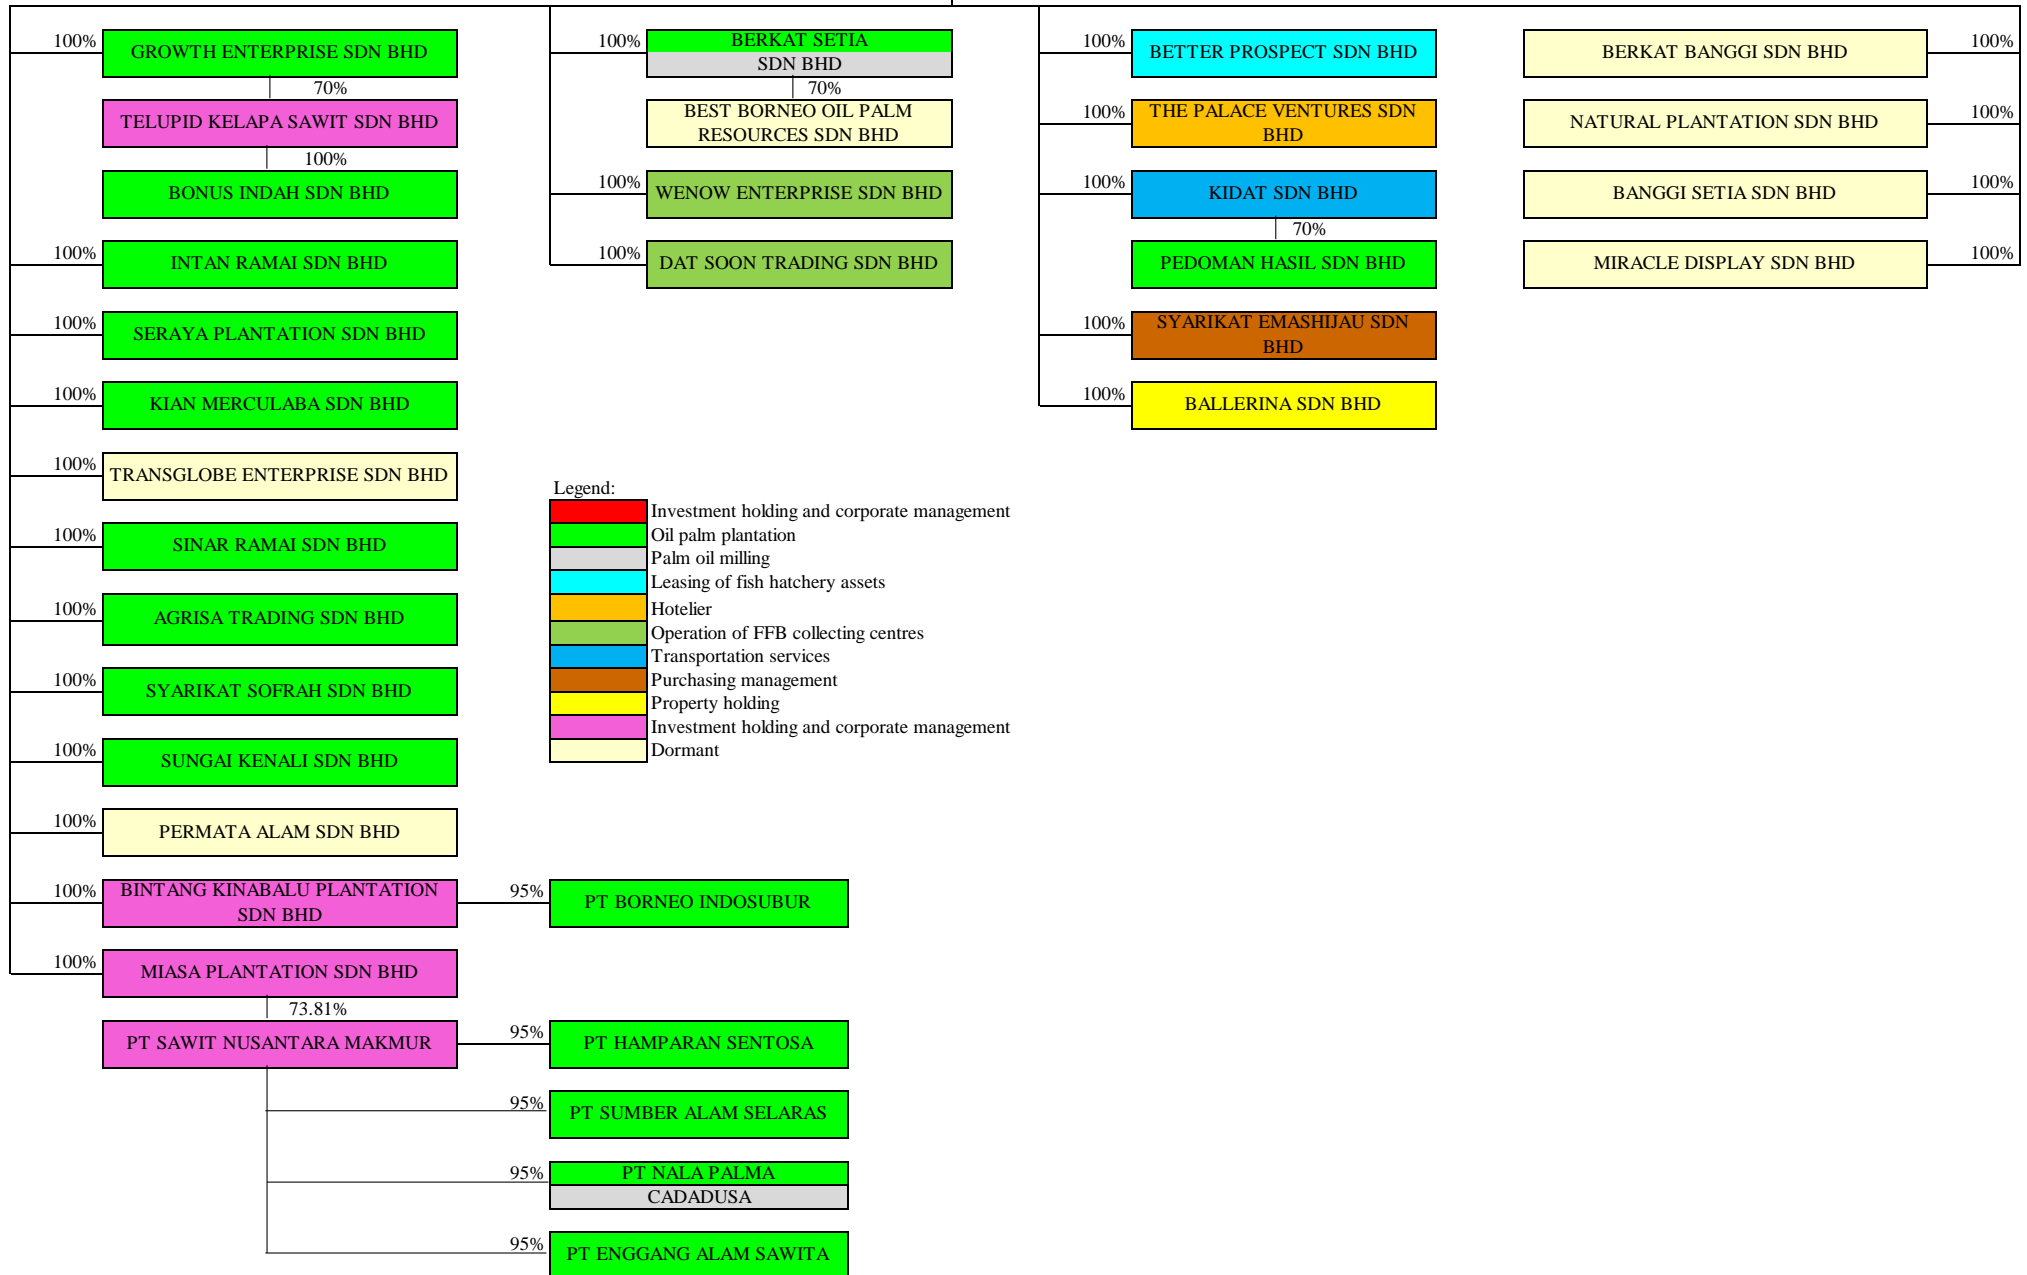 100%
GROWTH ENTERPRISE SDN BHD
70%
TELUPID KELAPA SAWIT SDN BHD
100%
BONUS INDAH SDN BHD
100%
INTAN RAMAI SDN BHD
100%
SERAYA PLANTATION SDN BHD
100%
KIAN MERCULABA SDN BHD
100%
TRANSGLOBE ENTERPRISE SDN BHD
100%
SINAR RAMAI SDN BHD
100%
AGRISA TRADING SDN BHD
100%
SYARIKAT SOFRAH SDN BHD
100%
SUNGAI KENALI SDN BHD
100%
PERMATA ALAM SDN BHD
100%
BINTANG KINABALU PLANTATION
SDN BHD
95%
PT BORNEO INDOSUBUR
100%
MIASA PLANTATION SDN BHD
73.81%
PT SAWIT NUSANTARA MAKMUR
95%
PT HAMPARAN SENTOSA
95%
PT SUMBER ALAM SELARAS
95%
PT NALA PALMA
CADADUSA
95%
PT ENGGANG ALAM SAWITA
100%
BERKAT SETIA
SDN BHD
70%
BEST BORNEO OIL PALM
RESOURCES SDN BHD
100%
WENOW ENTERPRISE SDN BHD
100%
DAT SOON TRADING SDN BHD
100%
BETTER PROSPECT SDN BHD
100%
THE PALACE VENTURES SDN
BHD
100%
KIDAT SDN BHD
70%
PEDOMAN HASIL SDN BHD
100%
SYARIKAT EMASHIJAU SDN
BHD
100%
BALLERINA SDN BHD
BERKAT BANGGI SDN BHD
100%
NATURAL PLANTATION SDN BHD
100%
BANGGI SETIA SDN BHD
100%
MIRACLE DISPLAY SDN BHD
100%
Legend:
Investment holding and corporate management
Oil palm plantation
Palm oil milling
Leasing of fish hatchery assets
Hotelier
Operation of FFB collecting centres
Transportation services
Purchasing management
Property holding
Investment holding and corporate management
Dormant